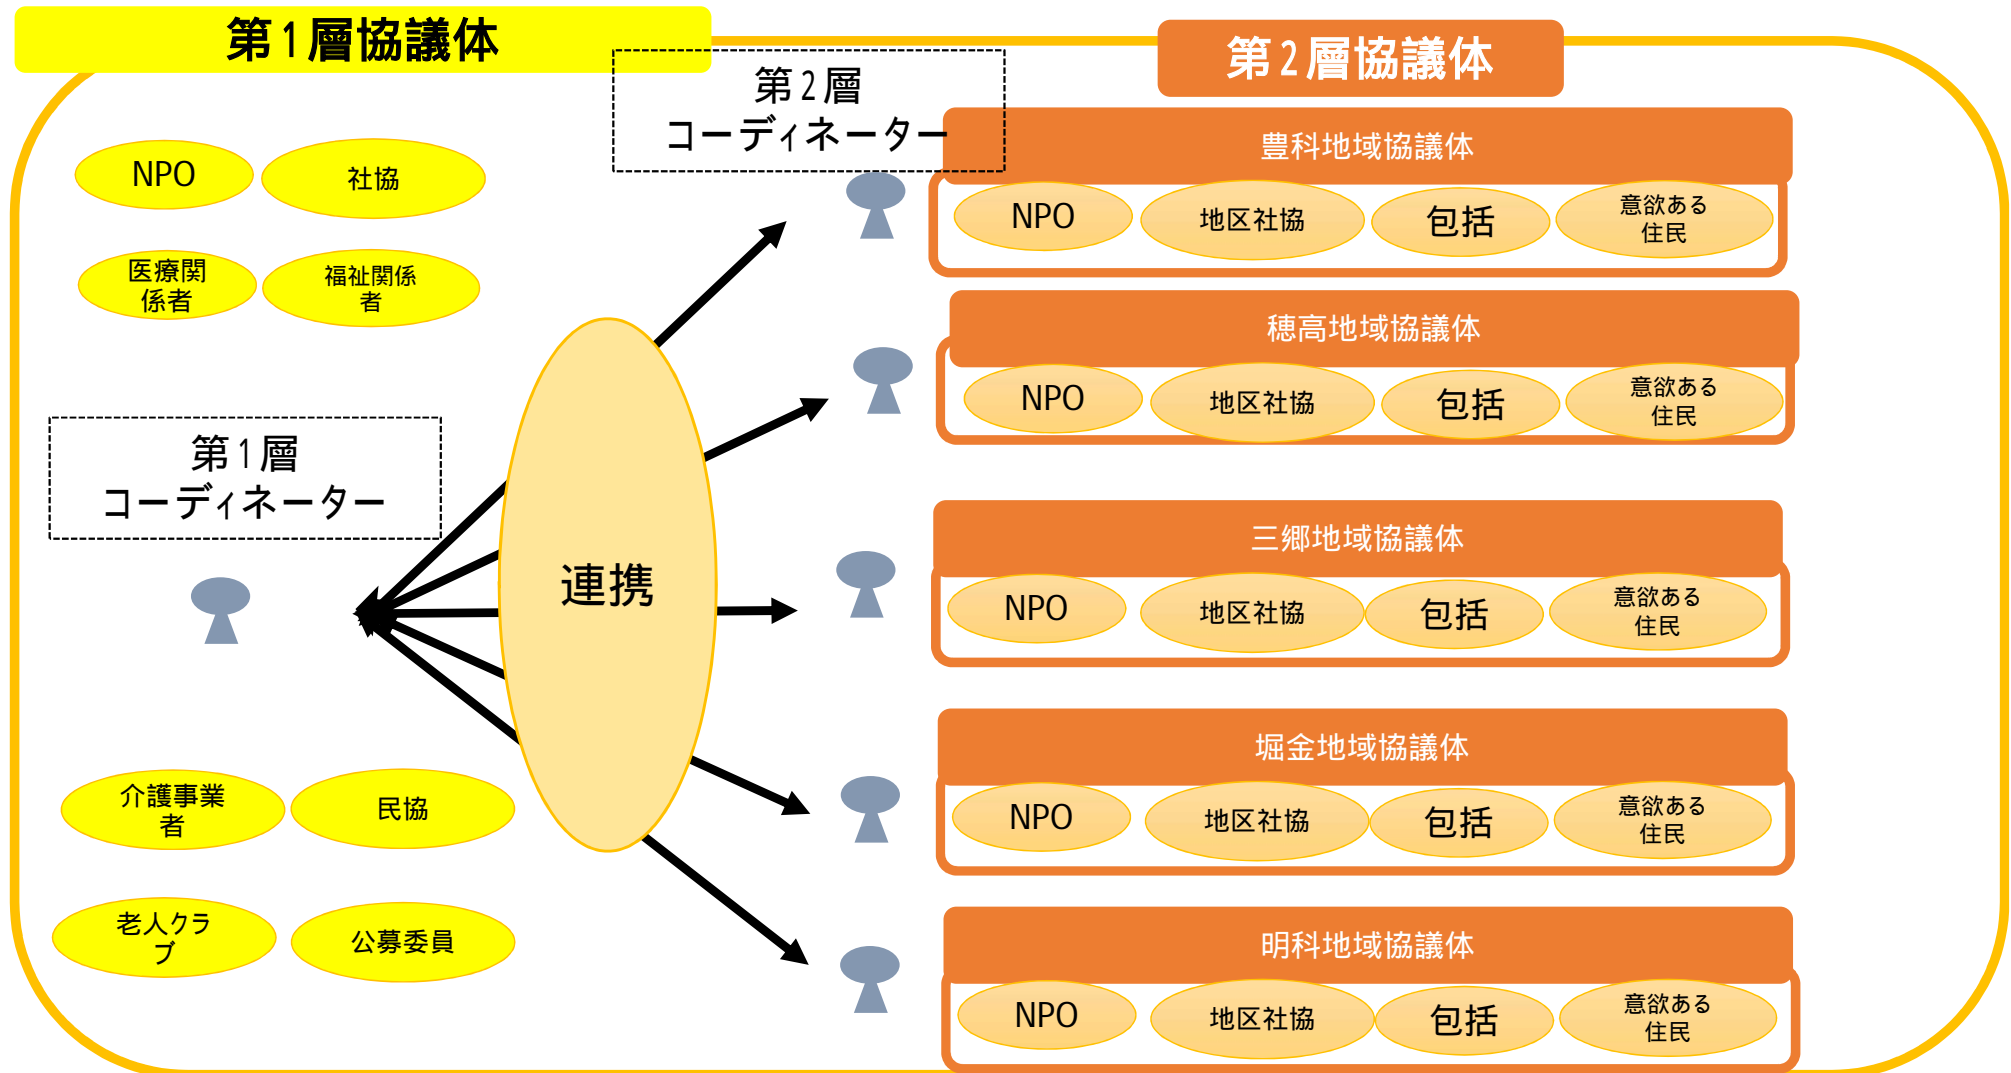 第1層協議体
第2層協議体
第2層
コーディネーター
NPO
社協
医療関
係者
福祉関係
者
第1層
コーディネーター
連携
介護事業
者
民協
老人クラ
ブ
公募委員
豊科地域協議体
NPO
地区社協
包括
意欲ある
住民
穂高地域協議体
NPO
地区社協
包括
意欲ある
住民
三郷地域協議体
NPO
地区社協
包括
意欲ある
住民
堀金地域協議体
NPO
地区社協
包括
意欲ある
住民
明科地域協議体
NPO
地区社協
包括
意欲ある
住民